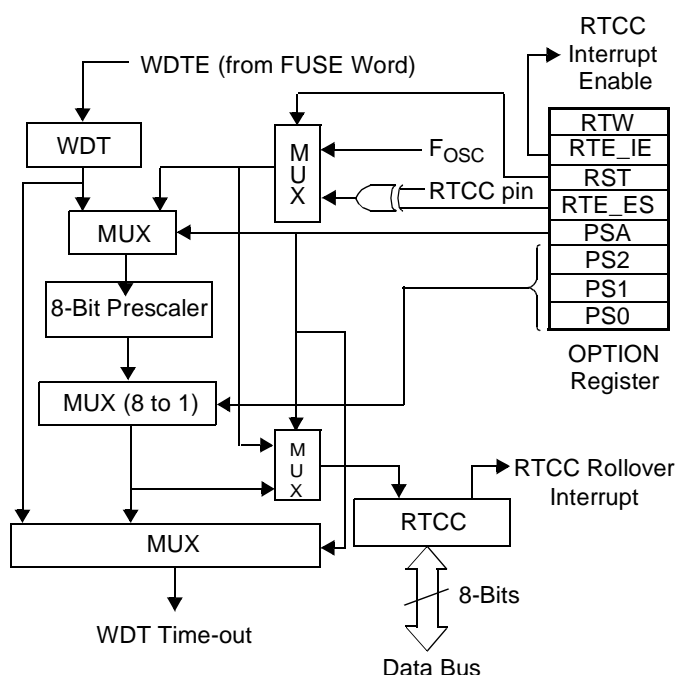 RTCC
Interrupt
Enable
WDTE (from FUSE Word)
WDT
MUX
FOSC
RTCC pin
RTW
RTE_IE
RST
RTE_ES
PSA
PS2
PS1
PS0
OPTION
Register
MUX
8-Bit Prescaler
MUX (8 to 1)
MUX
RTCC Rollover
Interrupt
RTCC
MUX
8-Bits
WDT Time-out
Data Bus